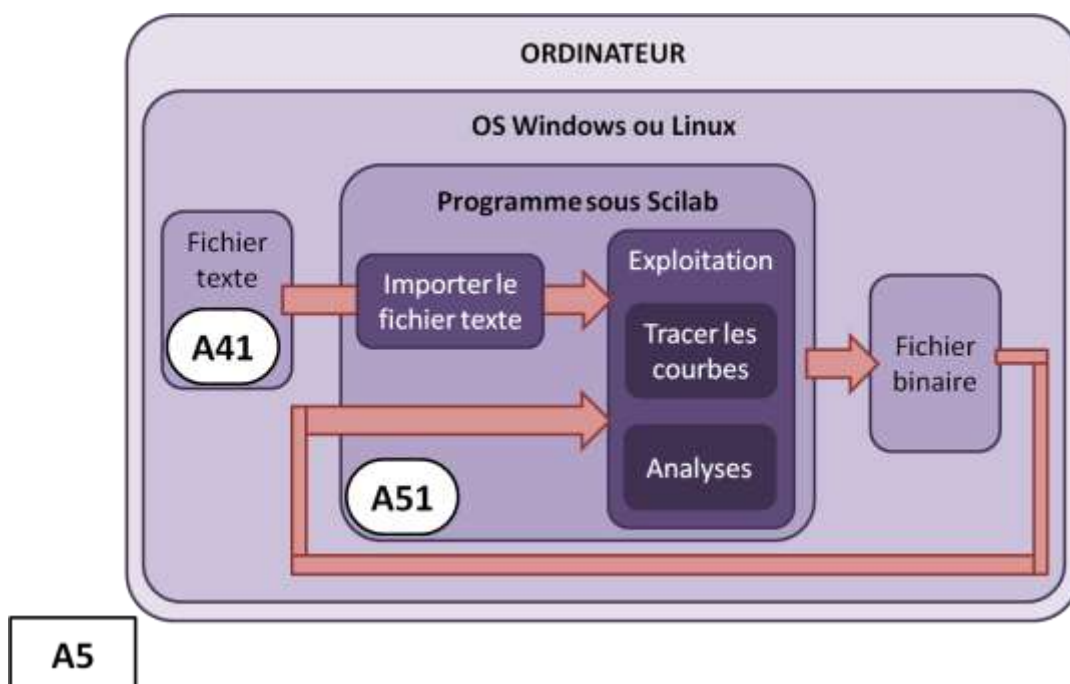 ORDINATEUR
OS Windows ou Linux
Programme sous Scilab
Fichier
texte
A41
Importer le
fichier texte
Exploitation
Tracer les
courbes
Analyses
Fichier
binaire
A51
A5